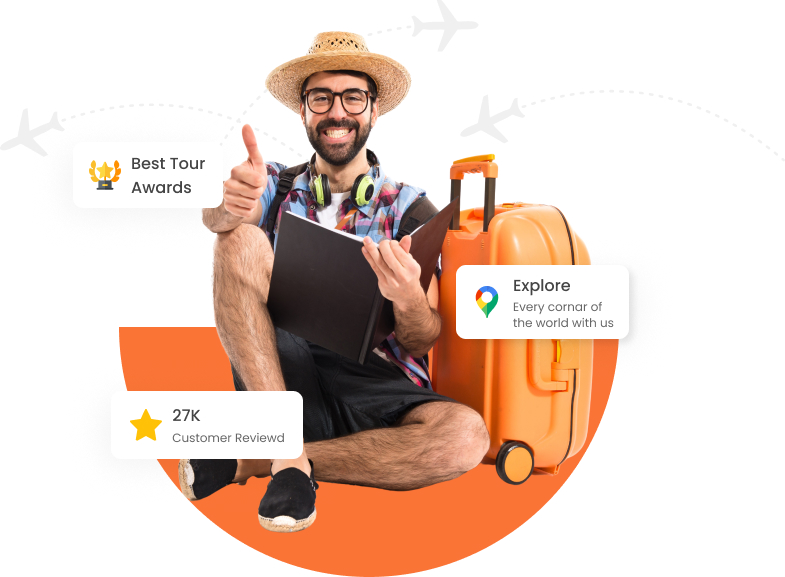 Best Tour
Awards
Explore
Every cornar of
the world with us
27K
Customer Reviewd